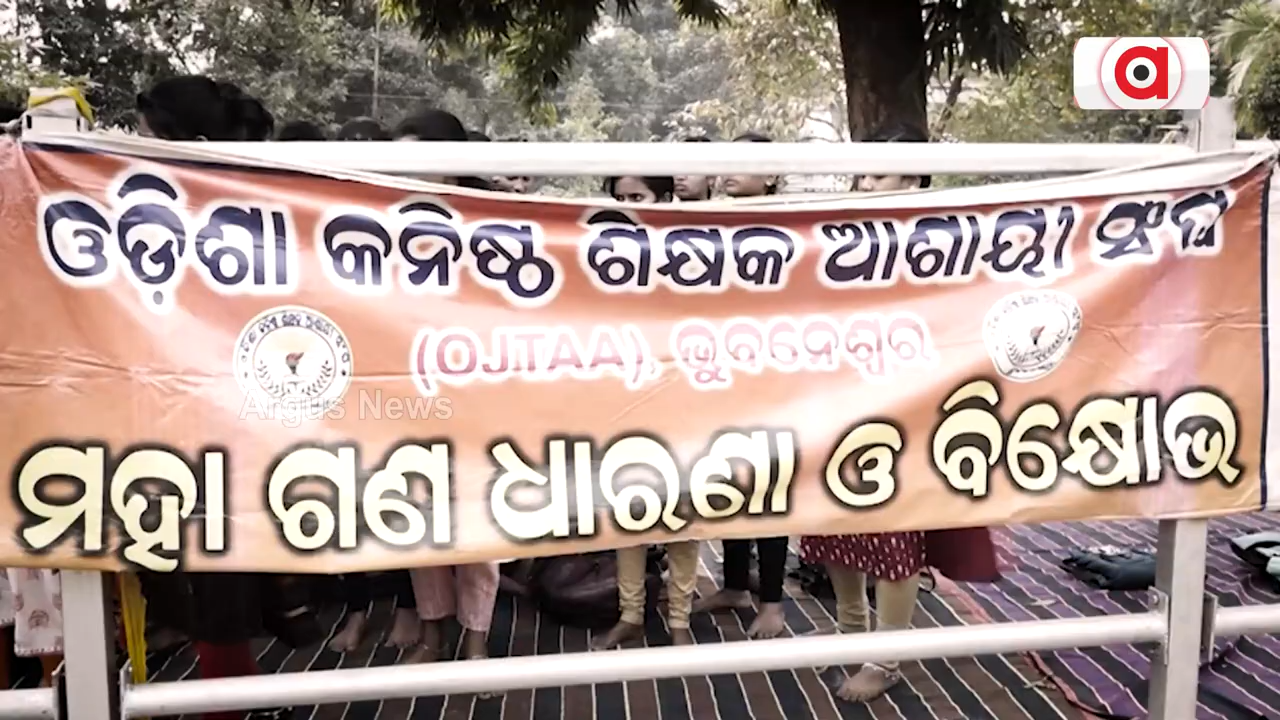 ଓଡ଼ିଶା କନିଷ୍ଠ ଶିକ୍ଷକ ଆଶାୟୀ ସଂଘ
(OJTAA), ଭୁବନେଶ୍ୱର
Argus News
ମହା ଗଣ ଧାରଣା ଓ ବିକ୍ଷୋଭ
a